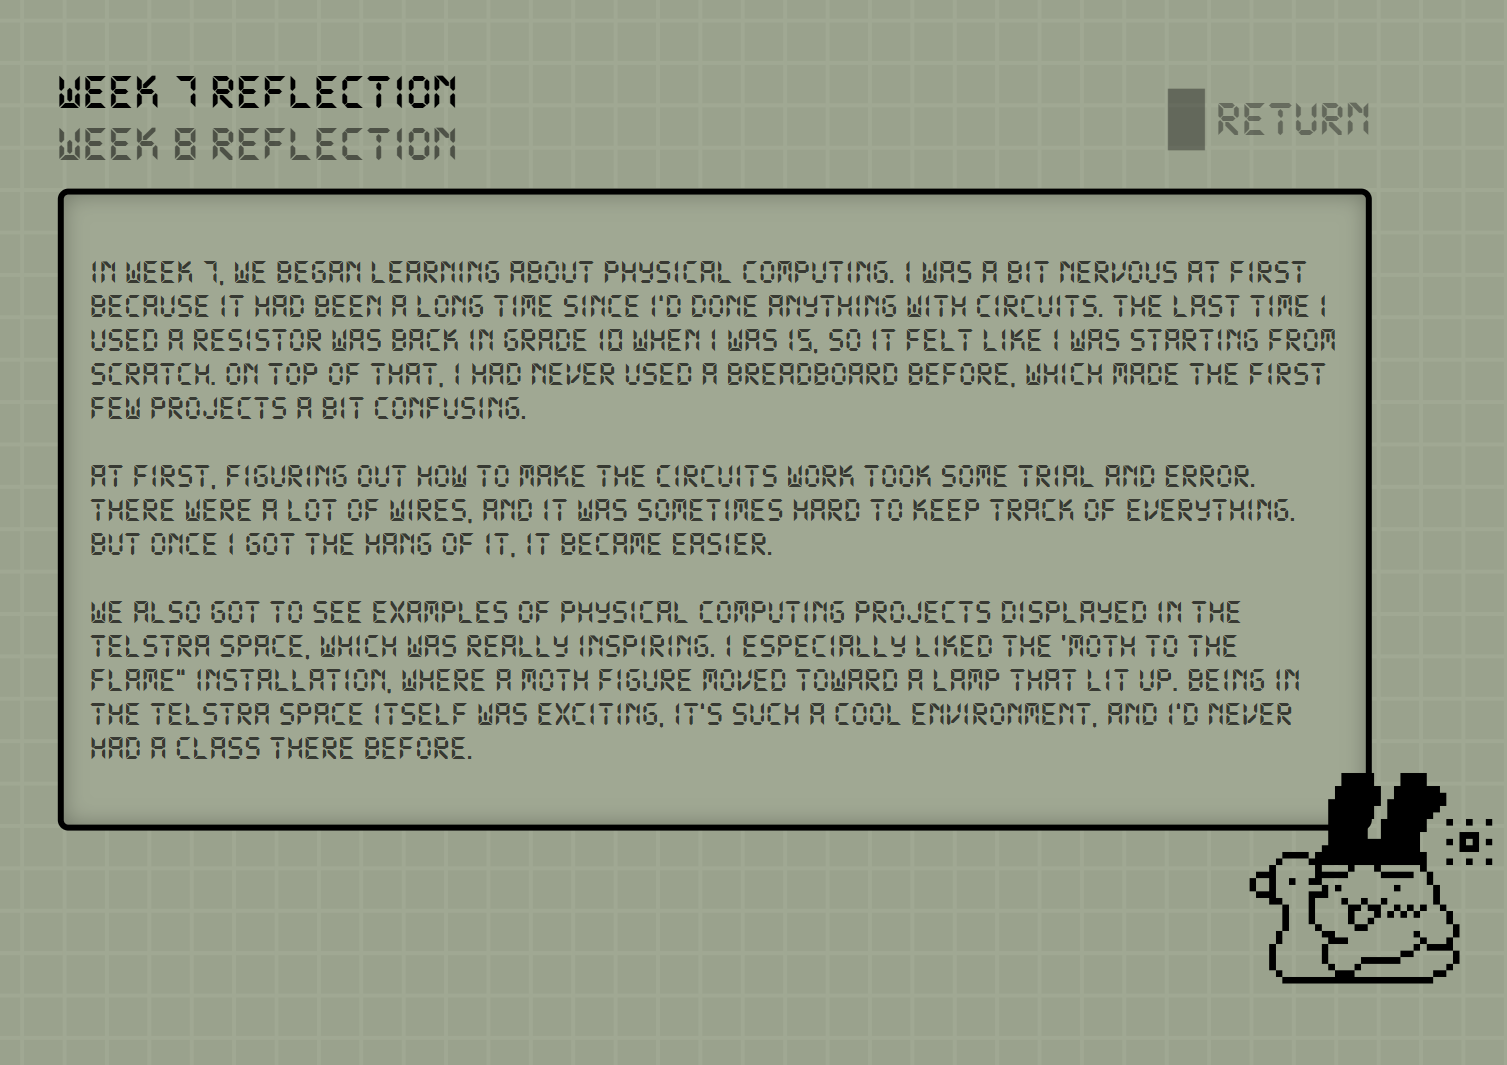 WEEK 7 REFLECTION
WEEK 8 REFLECTION
RETURN
IN WEEK 7, WE BEGAN LEARNING ABOUT PHYSICAL COMPUTING. I WAS A BIT NERVOUS AT FIRST
BECAUSE IT HAD BEEN A LONG TIME SINCE I'D DONE ANYTHING WITH CIRCUITS. THE LAST TIME I
USED A RESISTOR WAS BACK IN GRADE 10 WHEN I WAS 15, SO IT FELT LIKE I WAS STARTING FROM
SCRATCH. ON TOP OF THAT, I HAD NEVER USED A BREADBOARD BEFORE, WHICH MADE THE FIRST
FEW PROJECTS A BIT CONFUSING.
AT FIRST, FIGURING OUT HOW TO MAKE THE CIRCUITS WORK TOOK SOME TRIAL AND ERROR.
THERE WERE A LOT OF WIRES, AND IT WAS SOMETIMES HARD TO KEEP TRACK OF EVERYTHING.
BUT ONCE I GOT THE HANG OF IT, IT BECAME EASIER.
WE ALSO GOT TO SEE EXAMPLES OF PHYSICAL COMPUTING PROJECTS DISPLAYED IN THE
TELSTRA SPACE, WHICH WAS REALLY INSPIRING. I ESPECIALLY LIKED THE 'MOTH TO THE
FLAME" INSTALLATION, WHERE A MOTH FIGURE MOVED TOWARD A LAMP THAT LIT UP. BEING IN
THE TELSTRA SPACE ITSELF WAS EXCITING, IT'S SUCH A COOL ENVIRONMENT, AND I'D NEVER
HAD A CLASS THERE BEFORE.